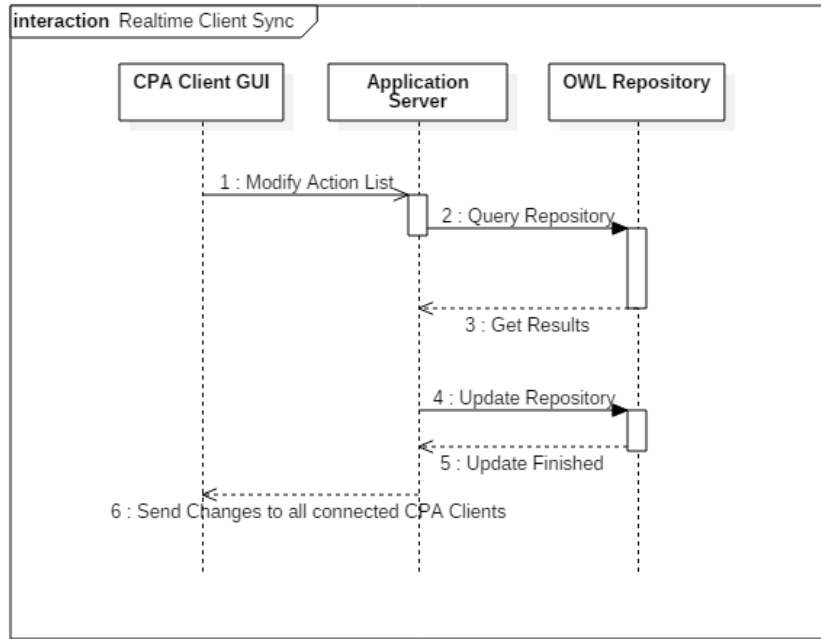 interaction Realtime Client Sync
CPA Client GUI
Application
Server
OWL Repository
1 : Modify Action List
2 : Query Repository
3 : Get Results
4 : Update Repository
5 : Update Finished
6 : Send Changes to all connected CPA Clients